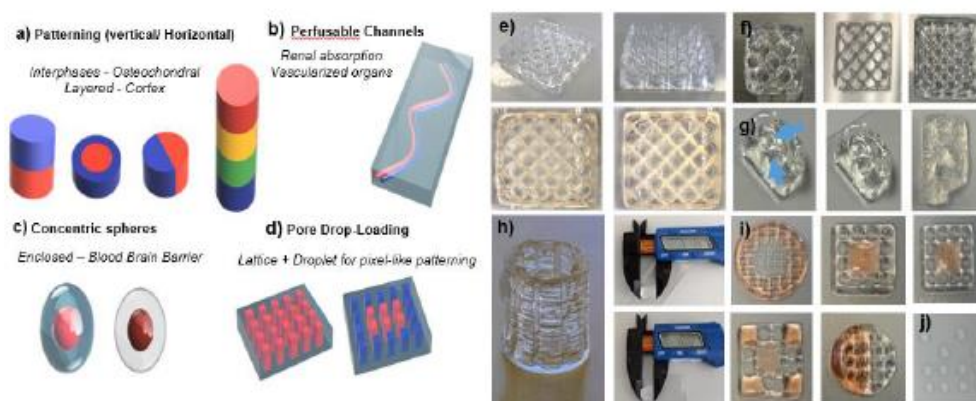 a) Patterning (vertical/ Horizontal)
Interphases - Osteochondral
Layered - Cortex
b) Perfusable Channels
Renal absorption
Vascularized organs
c) Concentric spheres
Enclosed – Blood Brain Barrier
d) Pore Drop-Loading
Lattice + Droplet for pixel-like patterning
e)
f)
g)
h)
i)
j)